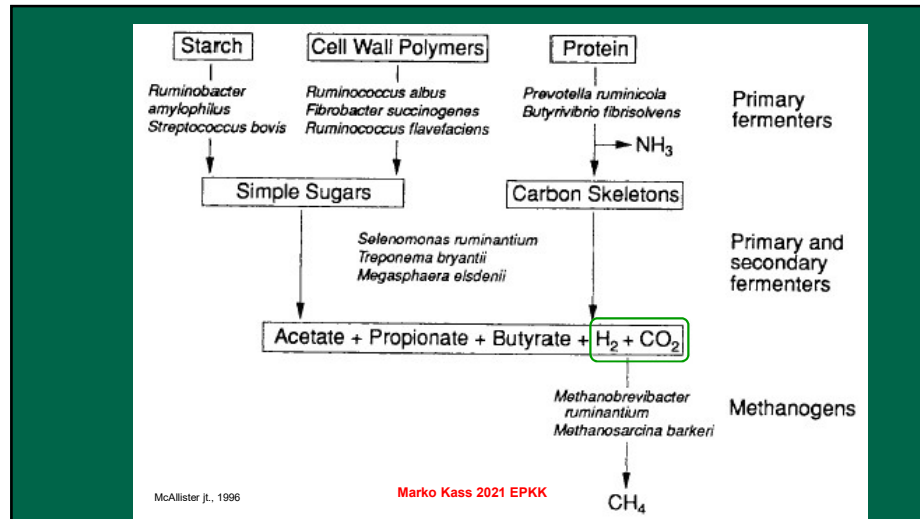 Starch
Cell Wall Polymers
Protein
Ruminobacter
amylophilus
Streptococcus bovis
Ruminococcus albus
Fibrobacter succinogenes
Ruminococcus flavefaciens
Prevotella ruminicola
Butyrivibrio fibrisolvens
Primary
fermenters
NH3
Simple Sugars
Carbon Skeletons
Selenomonas ruminantium
Treponema bryantii
Megasphaera elsdenii
Primary and
secondary
fermenters
Acetate + Propionate + Butyrate + H2 + CO2
Methanobrevibacter
ruminantium
Methanosarcina barkeri
Methanogens
CH4
McAllister jt., 1996
Marko Kass 2021 EPKK